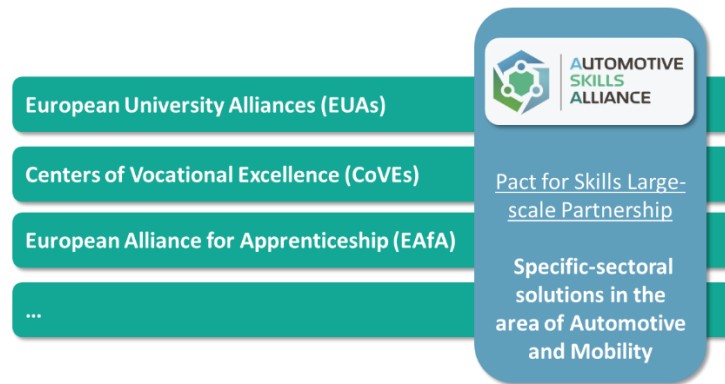 European University Alliances (EUAs)
Centers of Vocational Excellence (CoVEs)
European Alliance for Apprenticeship (EAfA)
...
AUTOMOTIVE
SKILLS
ALLIANCE
Pact for Skills Large-
scale Partnership
Specific-sectoral
solutions in the
area of Automotive
and Mobility